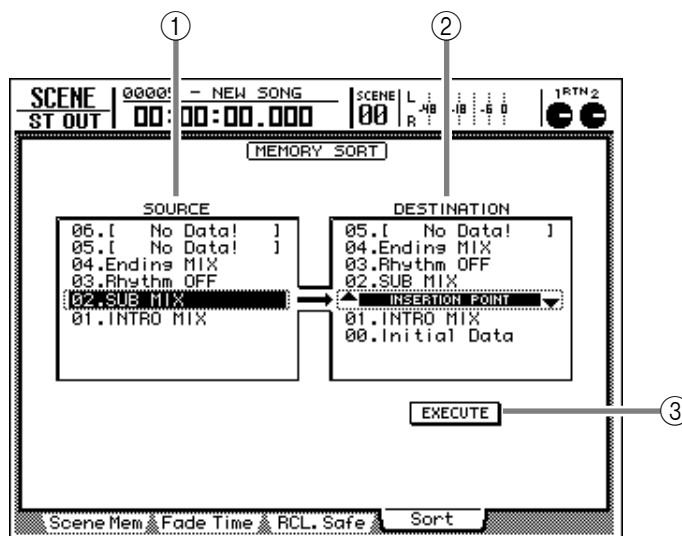 ① ②
SCENE 00005 - NEW SONG SCENE L -48 -18 -6 0 1 RTN 2
ST OUT 00:00:00.000 00 R
MEMORY SORT
SOURCE DESTINATION
06.[ No Data! ] 05.[ No Data! ]
05.[ No Data! ] 04.Ending MIX
04.Ending MIX 03.Rhythm OFF
03.Rhythm OFF 02.SUB MIX
02.SUB MIX INSERTION POINT
01.INTRO MIX 01.INTRO MIX
00.Initial Data
EXECUTE ③
Scene Mem Fade Time RCL. Safe Sort